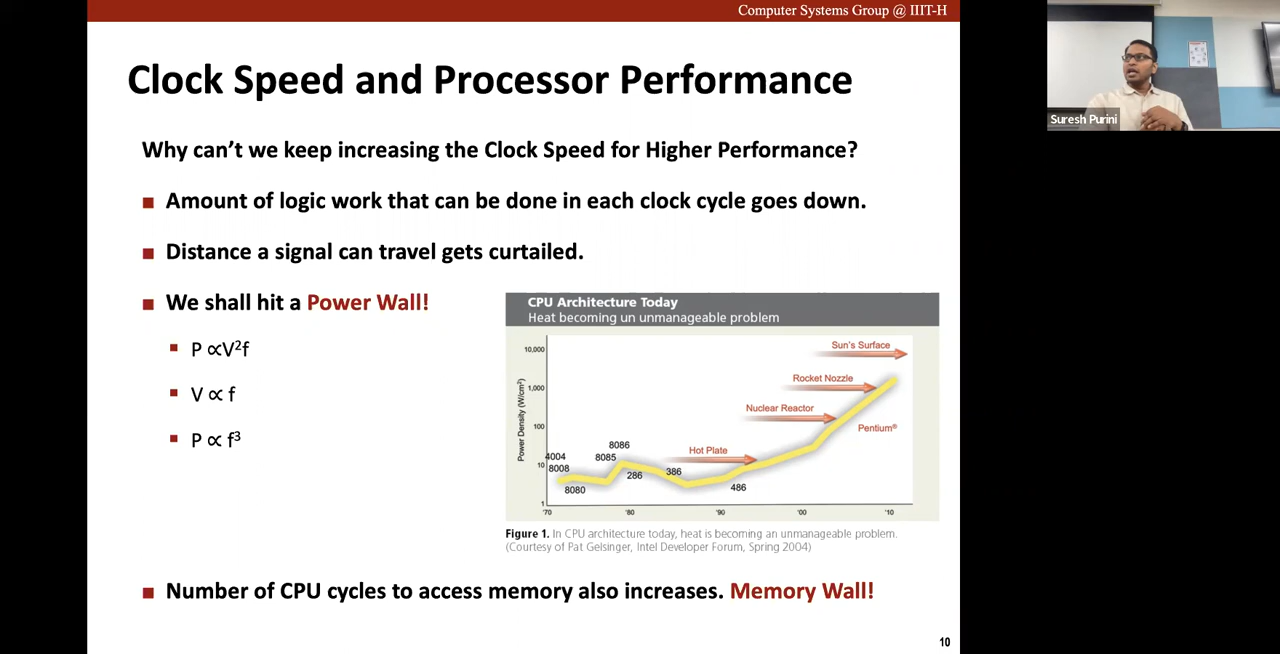 Computer Systems Group @ IIIT-H
Clock Speed and Processor Performance
Why can't we keep increasing the Clock Speed for Higher Performance?
Amount of logic work that can be done in each clock cycle goes down.
Distance a signal can travel gets curtailed.
We shall hit a Power Wall!
P ∝V²f
V ∝ f
P ∝ f³
CPU Architecture Today
Heat becoming un unmanageable problem
10,000
1,000
100
10
1
Power Density (W/cm²)
Sun's Surface
Rocket Nozzle
Nuclear Reactor
Pentium®
Hot Plate
4004
8008
8080
8085
8086
286
386
486
'70
'80
'90
'00
'10
Figure 1. In CPU architecture today, heat is becoming an unmanageable problem.
(Courtesy of Pat Gelsinger, Intel Developer Forum, Spring 2004)
Number of CPU cycles to access memory also increases. Memory Wall!
10
Suresh Purini